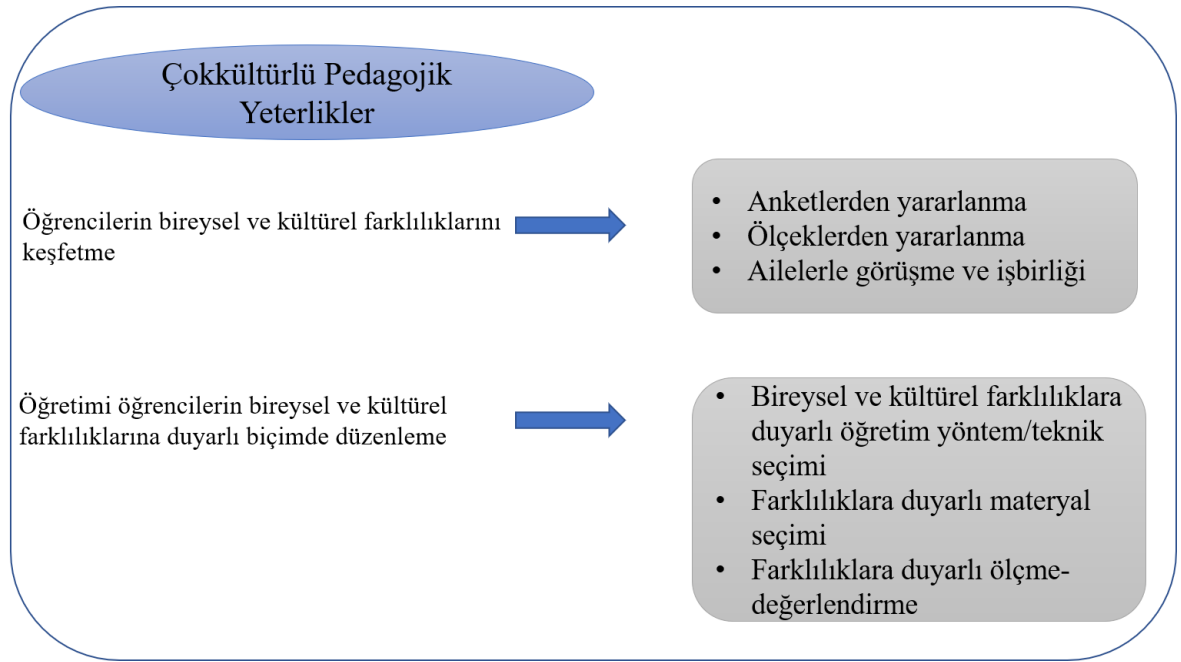 Çokkültürlü Pedagojik
Yeterlikler
Öğrencilerin bireysel ve kültürel farklılıklarını
keşfetme
• Anketlerden yararlanma
• Ölçeklerden yararlanma
• Ailelerle görüşme ve işbirliği
Öğretimi öğrencilerin bireysel ve kültürel
farklılıklarına duyarlı biçimde düzenleme
• Bireysel ve kültürel farklılıklara
duyarlı öğretim yöntem/teknik
seçimi
• Farklılıklara duyarlı materyal
seçimi
• Farklılıklara duyarlı ölçme-
değerlendirme